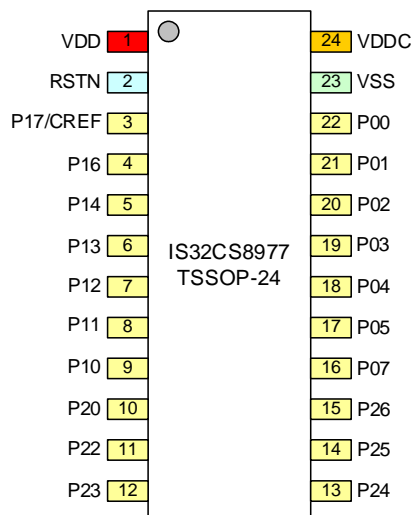 VDD 1 24 VDDC
RSTN 2 23 VSS
P17/CREF 3 22 P00
P16 4 21 P01
P14 5 20 P02
P13 6 19 P03
IS32CS8977
TSSOP-24
P12 7 18 P04
P11 8 17 P05
P10 9 16 P07
P20 10 15 P26
P22 11 14 P25
P23 12 13 P24